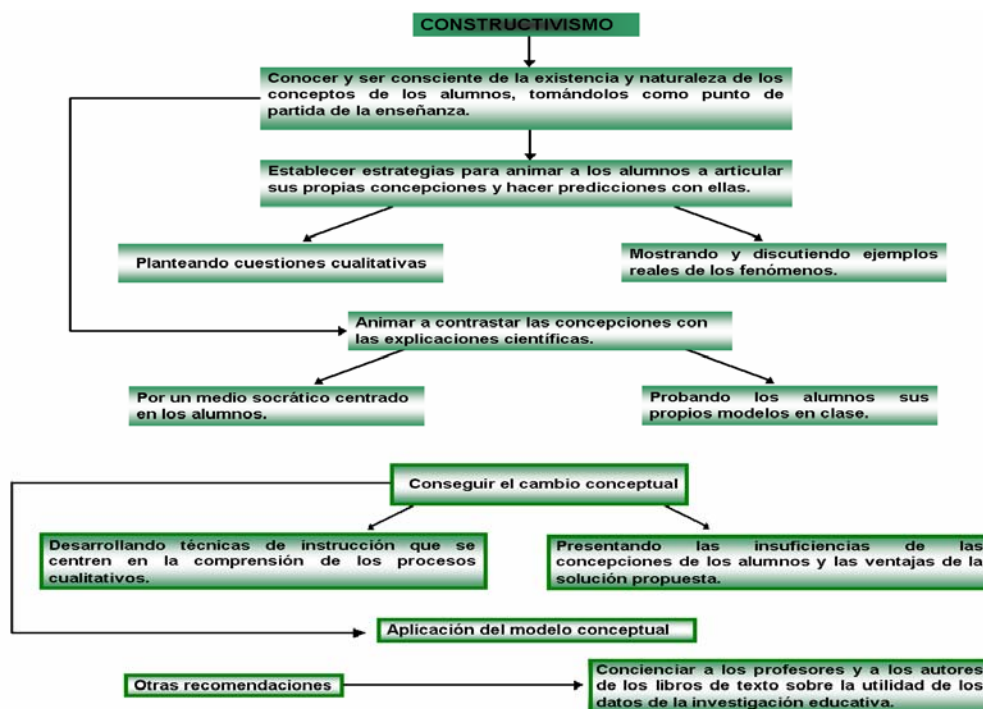 CONSTRUCTIVISMO
Conocer y ser consciente de la existencia y naturaleza de los
conceptos de los alumnos, tomándolos como punto de
partida de la enseñanza.
Establecer estrategias para animar a los alumnos a articular
sus propias concepciones y hacer predicciones con ellas.
Planteando cuestiones cualitativas
Mostrando y discutiendo ejemplos
reales de los fenómenos.
Animar a contrastar las concepciones con
las explicaciones científicas.
Por un medio socrático centrado
en los alumnos.
Probando los alumnos sus
propios modelos en clase.
Conseguir el cambio conceptual
Desarrollando técnicas de instrucción que se
centren en la comprensión de los procesos
cualitativos.
Presentando las insuficiencias de las
concepciones de los alumnos y las ventajas de la
solución propuesta.
Aplicación del modelo conceptual
Otras recomendaciones
Concienciar a los profesores y a los autores
de los libros de texto sobre la utilidad de los
datos de la investigación educativa.